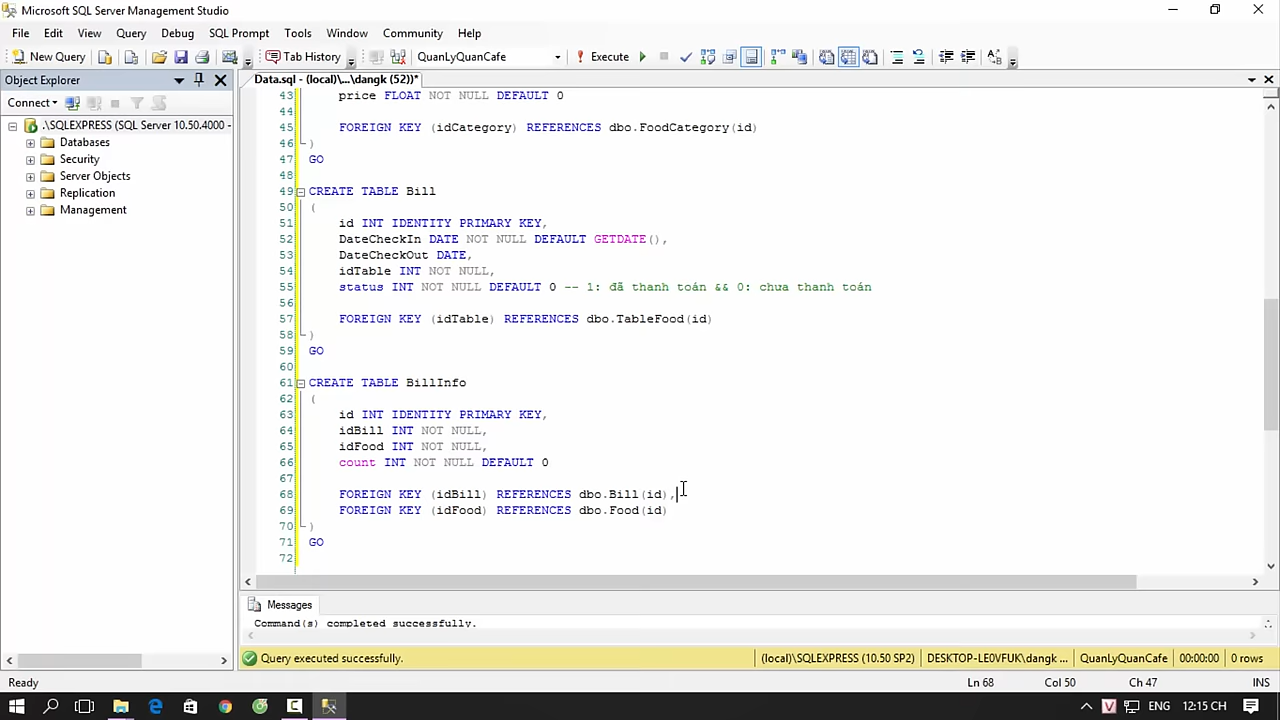 Microsoft SQL Server Management Studio
File Edit View Query Debug SQL Prompt Tools Window Community Help
New Query Tab History QuanLyQuanCafe Execute
Object Explorer
Data.sql - (local)\...\dangk (52))*
Connect
.\SQLEXPRESS (SQL Server 10.50.4000 -
Databases
Security
Server Objects
Replication
Management
43 price FLOAT NOT NULL DEFAULT 0
44
45 FOREIGN KEY (idCategory) REFERENCES dbo.FoodCategory(id)
46 )
47 GO
48
49 CREATE TABLE Bill
50 (
51 id INT IDENTITY PRIMARY KEY,
52 DateCheckIn DATE NOT NULL DEFAULT GETDATE(),
53 DateCheckOut DATE,
54 idTable INT NOT NULL,
55 status INT NOT NULL DEFAULT 0 -- 1: đã thanh toán && 0: chưa thanh toán
56
57 FOREIGN KEY (idTable) REFERENCES dbo.TableFood(id)
58 )
59 GO
60
61 CREATE TABLE BillInfo
62 (
63 id INT IDENTITY PRIMARY KEY,
64 idBill INT NOT NULL,
65 idFood INT NOT NULL,
66 count INT NOT NULL DEFAULT 0
67
68 FOREIGN KEY (idBill) REFERENCES dbo.Bill(id),
69 FOREIGN KEY (idFood) REFERENCES dbo.Food(id)
70 )
71 GO
72
Messages
Command(s) completed successfully.
Query executed successfully. (local)\SQLEXPRESS (10.50 SP2) DESKTOP-LE0VFUK\dangk ... QuanLyQuanCafe 00:00:00 0 rows
Ready Ln 68 Col 50 Ch 47 INS
V ENG 12:15 CH